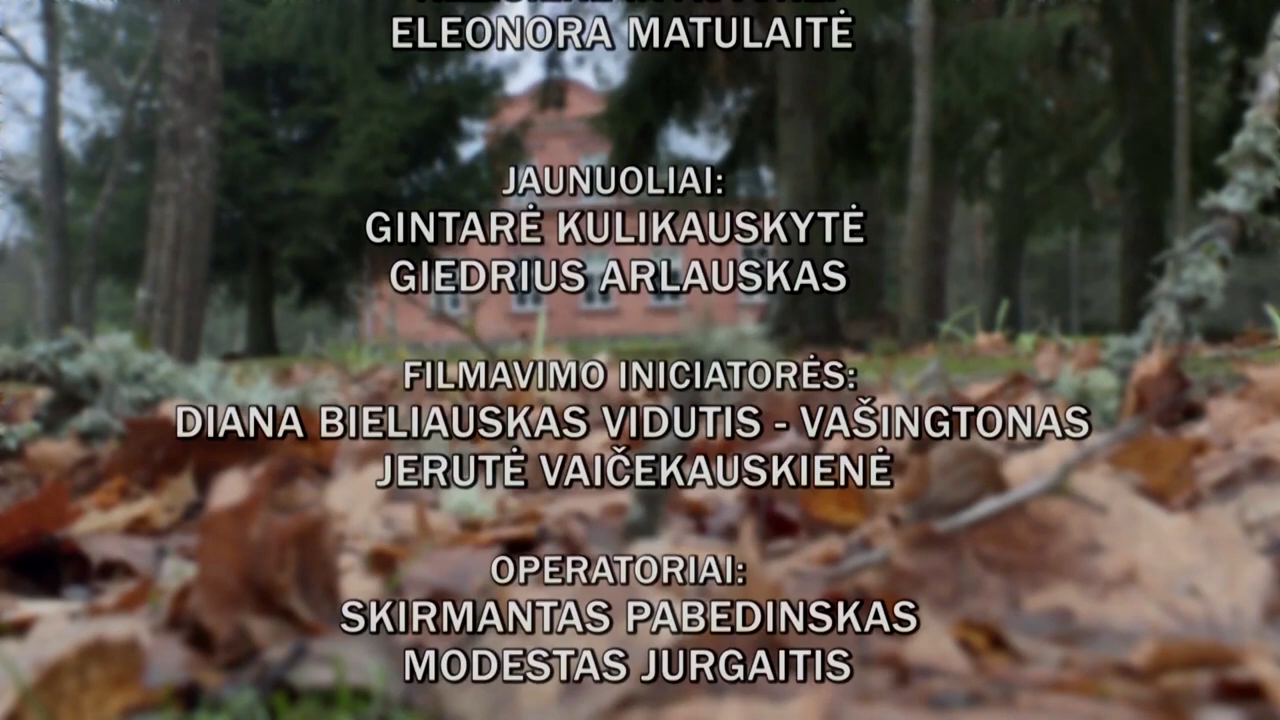 ELEONORA MATULAITĖ
JAUNUOLIAI:
GINTARĖ KULIKAUSKYTĖ
GIEDRIUS ARLAUSKAS
FILMAVIMO INICIATORĖS:
DIANA BIELIAUSKAS VIDUTIS - VAŠINGTONAS
JERUTĖ VAIČEKAUSKIENĖ
OPERATORIAI:
SKIRMANTAS PABEDINSKAS
MODESTAS JURGAITIS